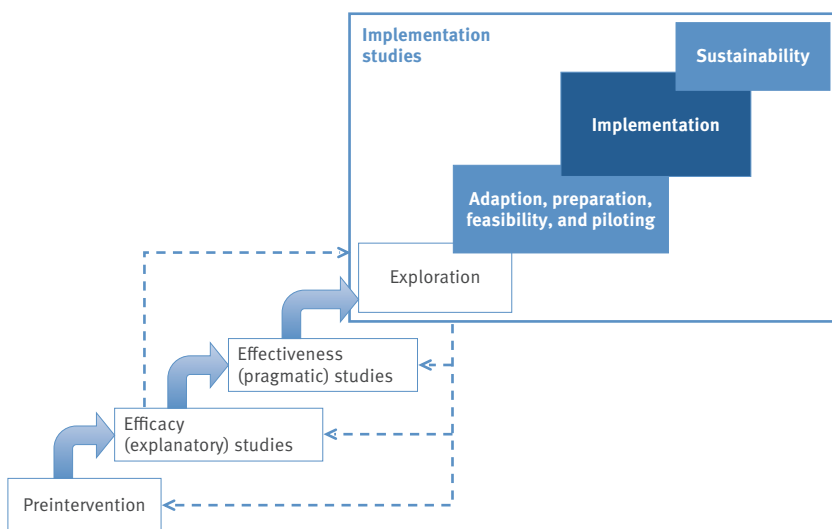 Implementation
studies
Sustainability
Implementation
Adaption, preparation,
feasibility, and piloting
Exploration
Effectiveness
(pragmatic) studies
Efficacy
(explanatory) studies
Preintervention